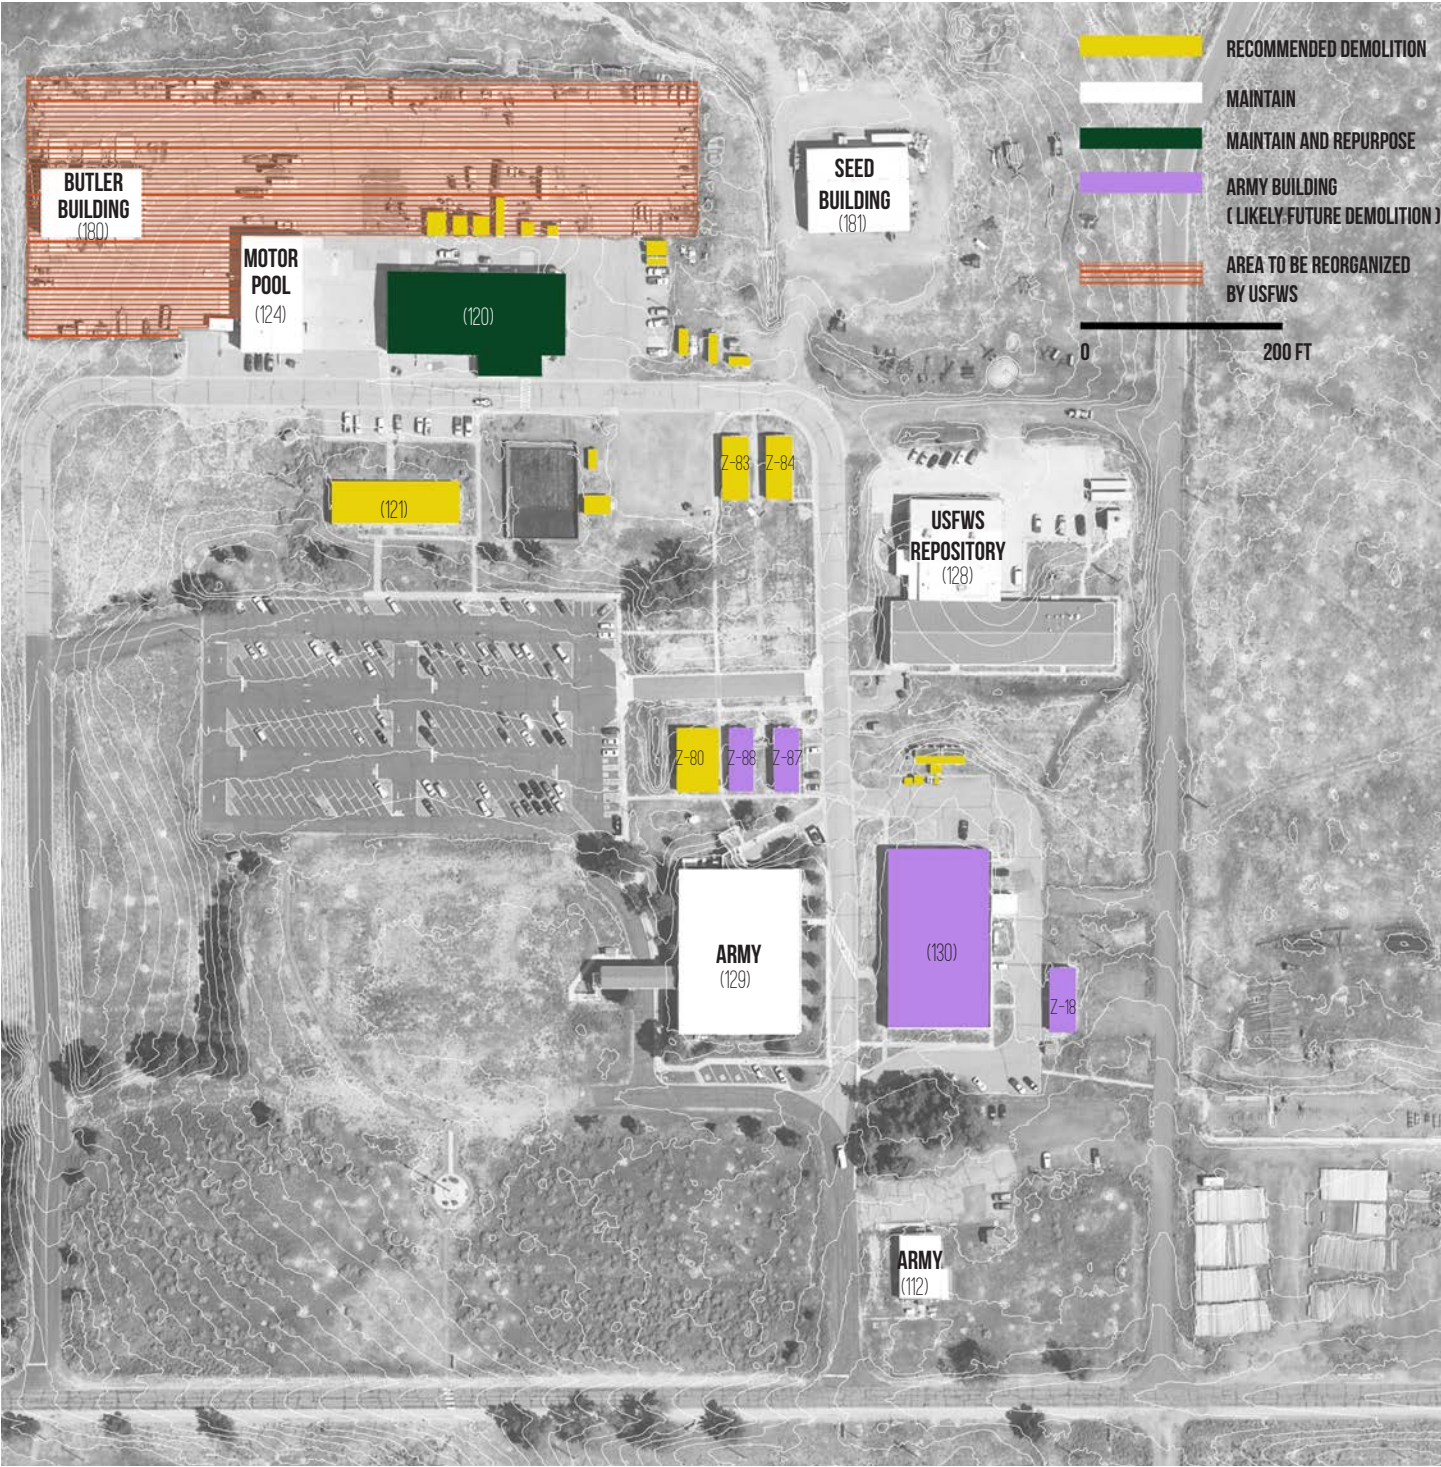 RECOMMENDED DEMOLITION
MAINTAIN
MAINTAIN AND REPURPOSE
ARMY BUILDING
( LIKELY FUTURE DEMOLITION )
AREA TO BE REORGANIZED
BY USFWS
0
200 FT
BUTLER
BUILDING
(180)
SEED
BUILDING
(181)
MOTOR
POOL
(124)
(120)
Z-83
Z-84
(121)
USFWS
REPOSITORY
(128)
Z-80
Z-88
Z-87
ARMY
(129)
(130)
Z-18
ARMY
(112)